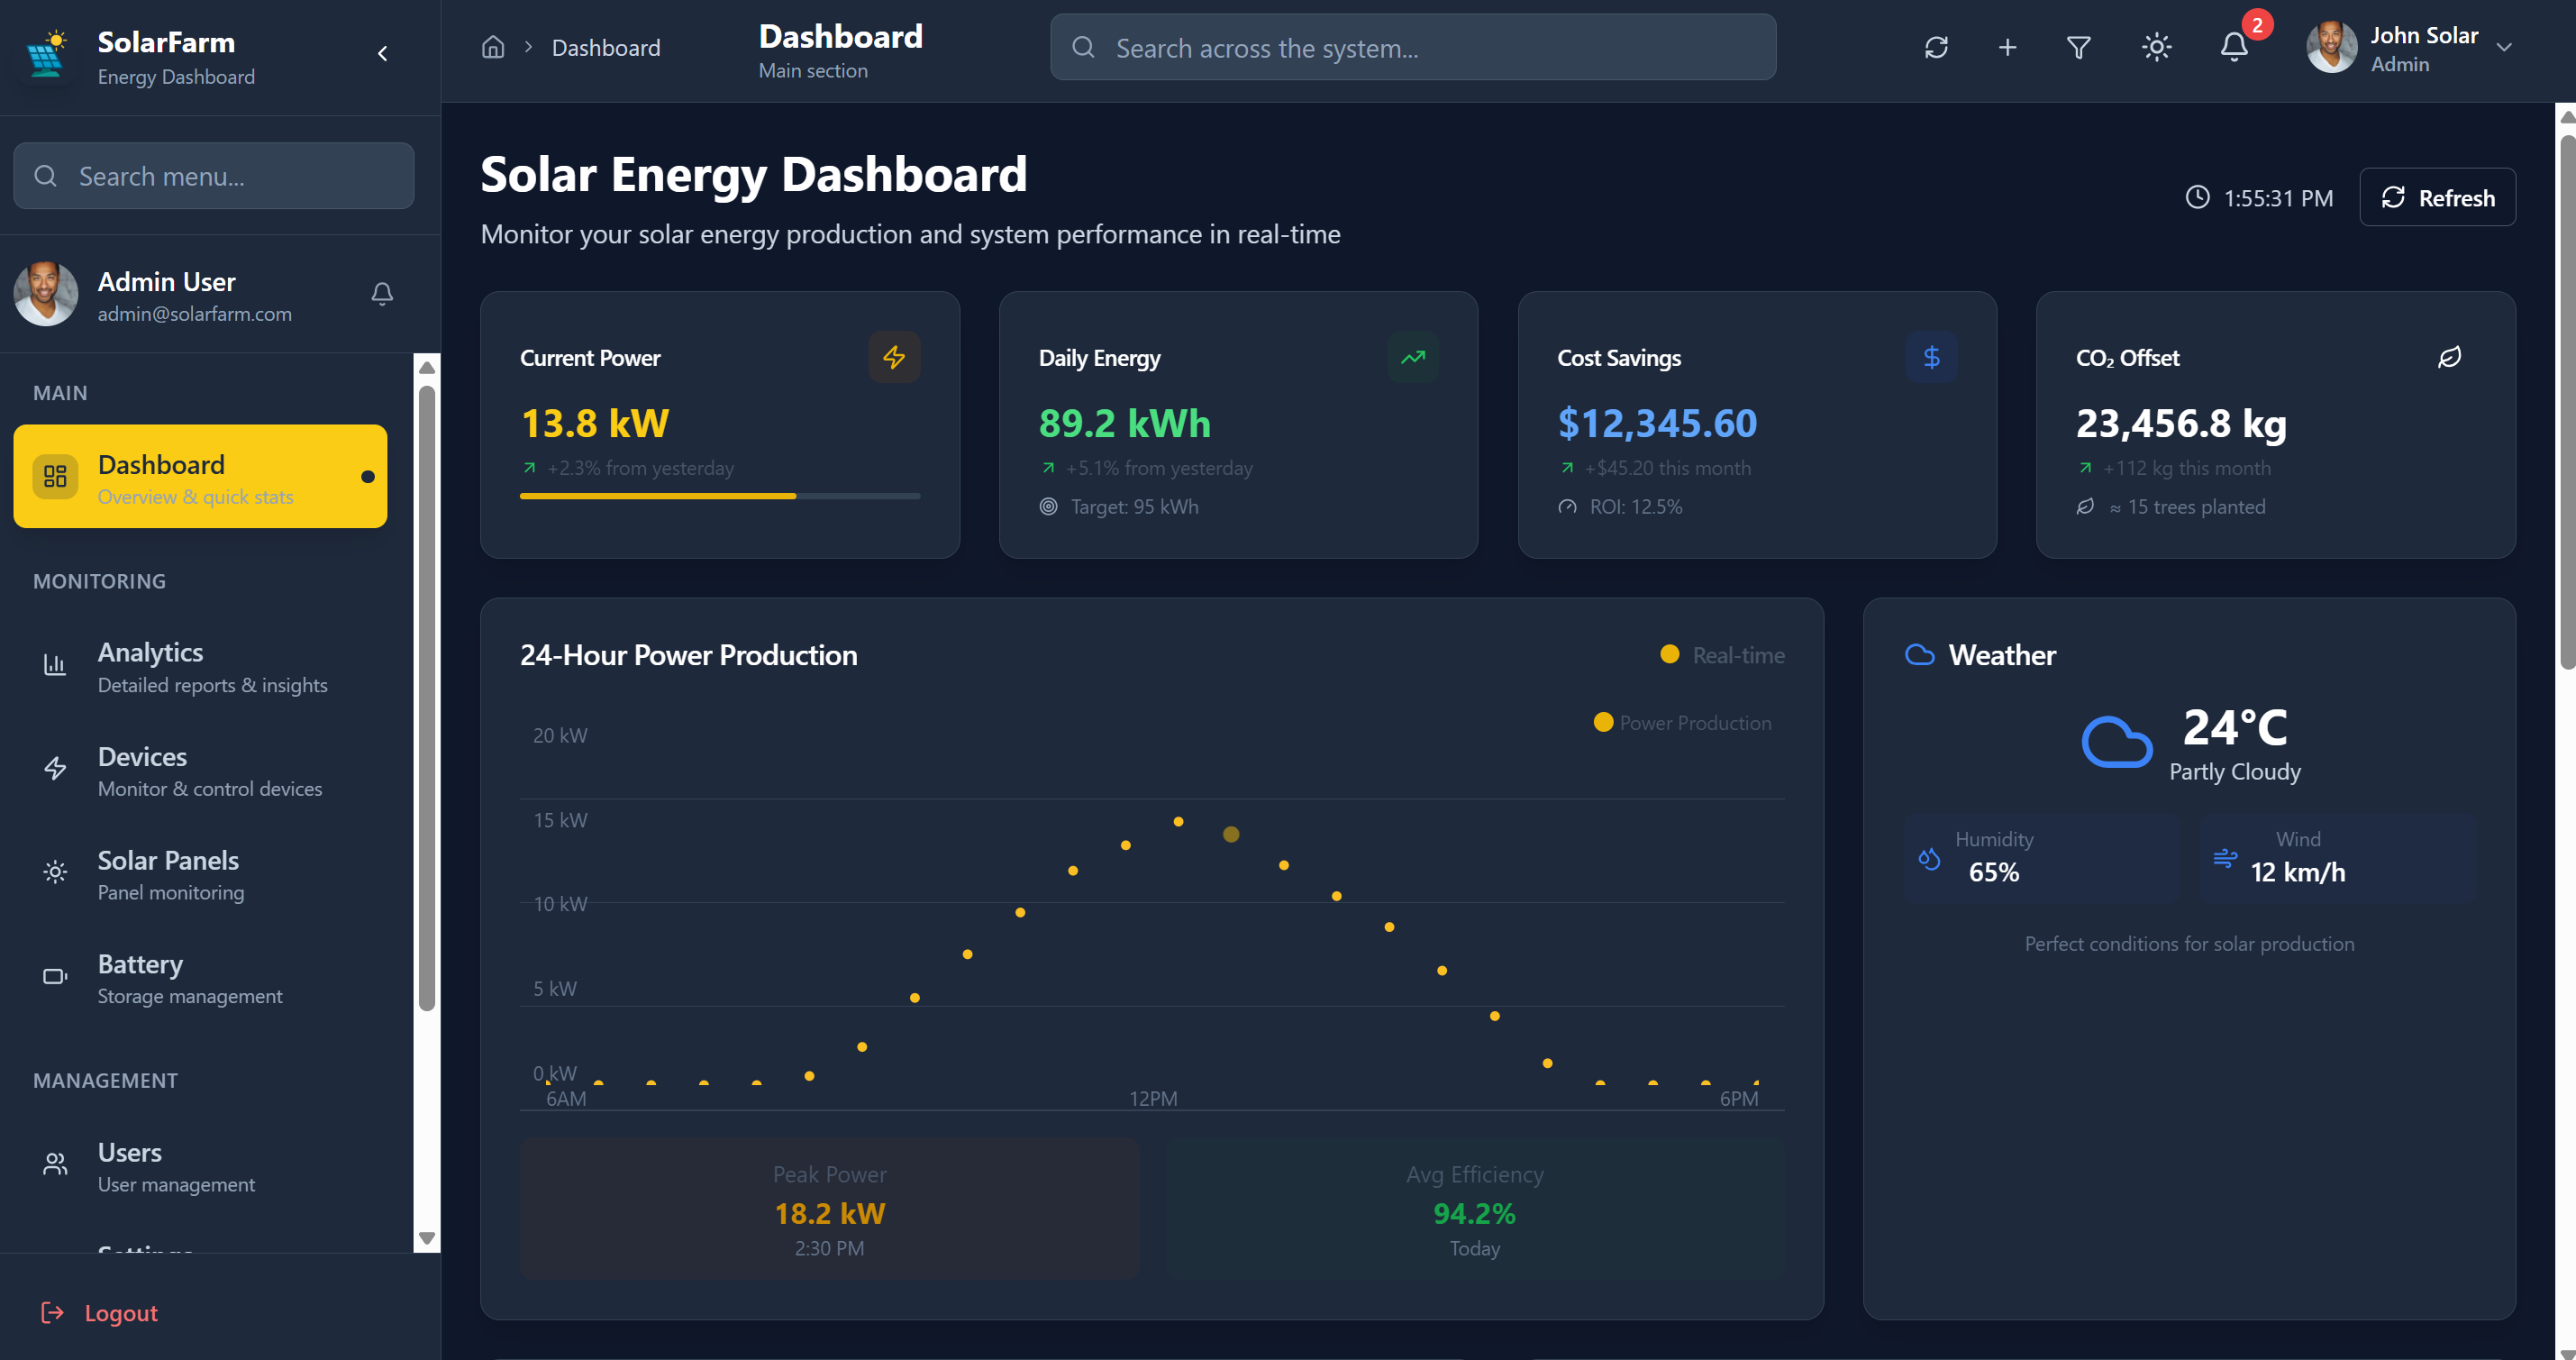 SolarFarm
Energy Dashboard
Search menu...
Admin User
admin@solarfarm.com
MAIN
Dashboard
Overview & quick stats
MONITORING
Analytics
Detailed reports & insights
Devices
Monitor & control devices
Solar Panels
Panel monitoring
Battery
Storage management
MANAGEMENT
Users
User management
Settings
Logout
Dashboard
Dashboard
Main section
Search across the system...
2
John Solar
Admin
Solar Energy Dashboard
Monitor your solar energy production and system performance in real-time
1:55:31 PM
Refresh
Current Power
13.8 kW
+2.3% from yesterday
Daily Energy
89.2 kWh
+5.1% from yesterday
Target: 95 kWh
Cost Savings
$12,345.60
+$45.20 this month
ROI: 12.5%
CO₂ Offset
23,456.8 kg
+112 kg this month
≈ 15 trees planted
24-Hour Power Production
Real-time
Power Production
20 kW
15 kW
10 kW
5 kW
0 kW
6AM
12PM
6PM
Peak Power
18.2 kW
2:30 PM
Avg Efficiency
94.2%
Today
Weather
24°C
Partly Cloudy
Humidity
65%
Wind
12 km/h
Perfect conditions for solar production